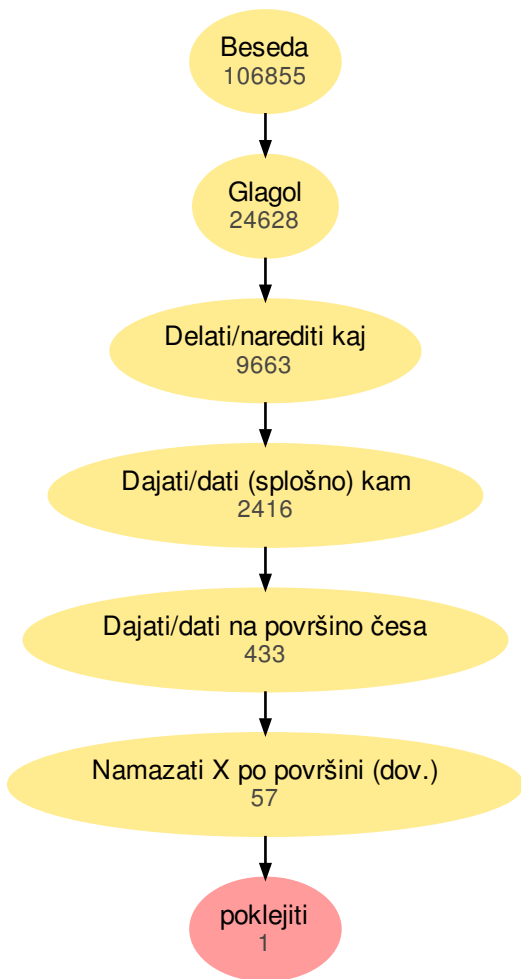 Beseda
106855
Glagol
24628
Delati/narediti kaj
9663
Dajati/dati (splošno) kam
2416
Dajati/dati na površino česa
433
Namazati X po površini (dov.)
57
poklejiti
1